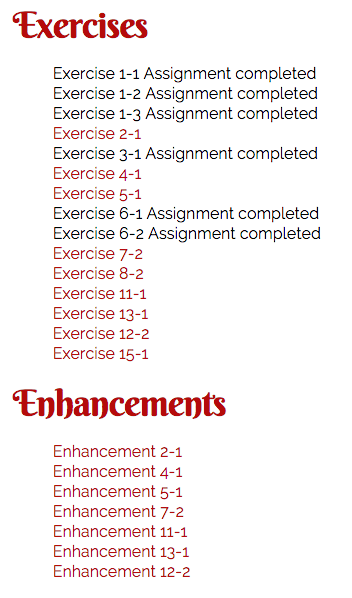 Exercises
Exercise 1-1 Assignment completed
Exercise 1-2 Assignment completed
Exercise 1-3 Assignment completed
Exercise 2-1
Exercise 3-1 Assignment completed
Exercise 4-1
Exercise 5-1
Exercise 6-1 Assignment completed
Exercise 6-2 Assignment completed
Exercise 7-2
Exercise 8-2
Exercise 11-1
Exercise 13-1
Exercise 12-2
Exercise 15-1
Enhancements
Enhancement 2-1
Enhancement 4-1
Enhancement 5-1
Enhancement 7-2
Enhancement 11-1
Enhancement 13-1
Enhancement 12-2